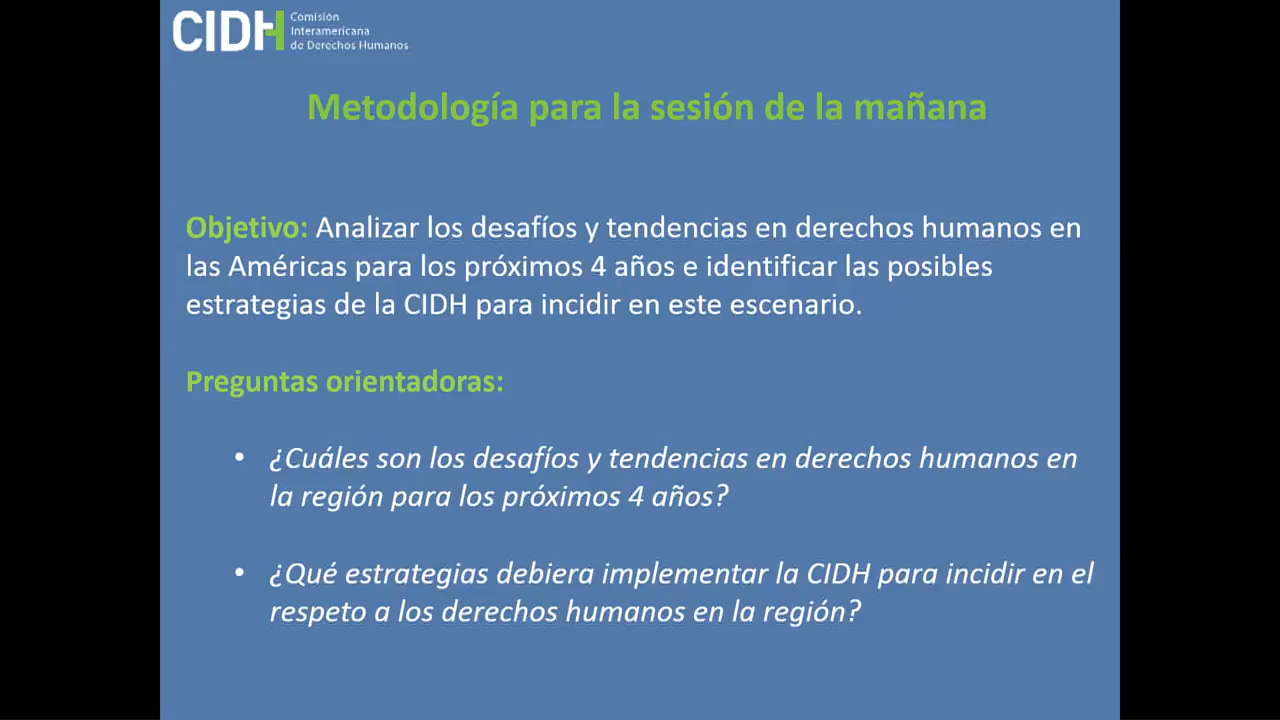 CIDH
Comisión
Interamericana
de Derechos Humanos
Metodología para la sesión de la mañana
Objetivo: Analizar los desafíos y tendencias en derechos humanos en
las Américas para los próximos 4 años e identificar las posibles
estrategias de la CIDH para incidir en este escenario.
Preguntas orientadoras:
• ¿Cuáles son los desafíos y tendencias en derechos humanos en
la región para los próximos 4 años?
• ¿Qué estrategias debiera implementar la CIDH para incidir en el
respeto a los derechos humanos en la región?